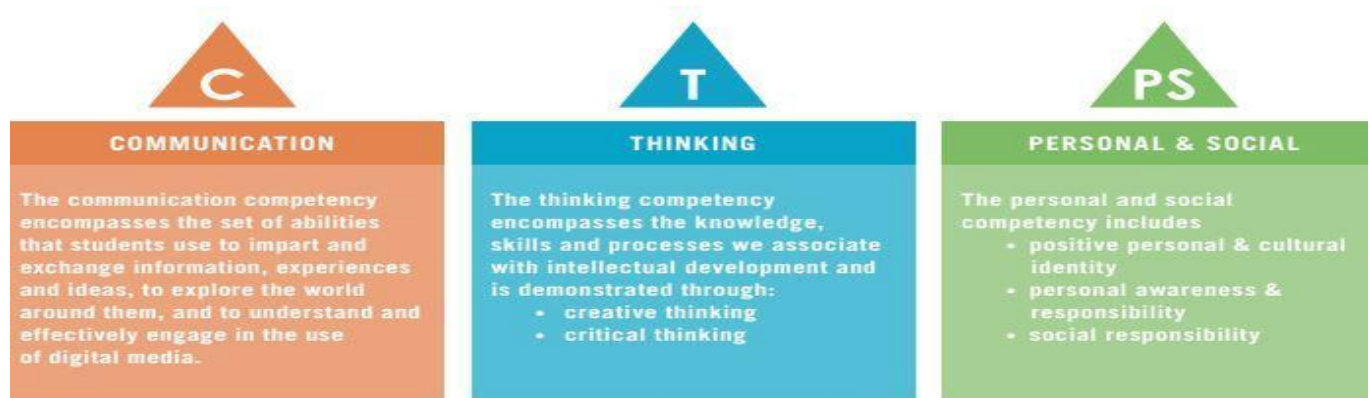 C
COMMUNICATION
The communication competency
encompasses the set of abilities
that students use to impart and
exchange information, experiences
and ideas, to explore the world
around them, and to understand and
effectively engage in the use
of digital media.
T
THINKING
The thinking competency
encompasses the knowledge,
skills and processes we associate
with intellectual development and
is demonstrated through:
• creative thinking
• critical thinking
PS
PERSONAL & SOCIAL
The personal and social
competency includes
• positive personal & cultural
identity
• personal awareness &
responsibility
• social responsibility